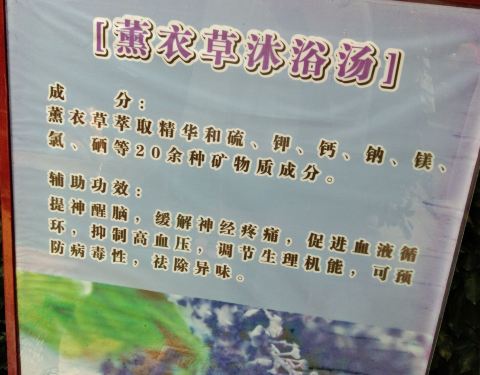 [薰衣草沐浴汤]
成 分：
薰衣草萃取精华和硫、钾、钙、钠、镁、
氯、硒等20余种矿物质成分。
辅助功效：
提神醒脑，缓解神经疼痛，促进血液循
环，抑制高血压，调节生理机能，可预
防病毒性，祛除异味。